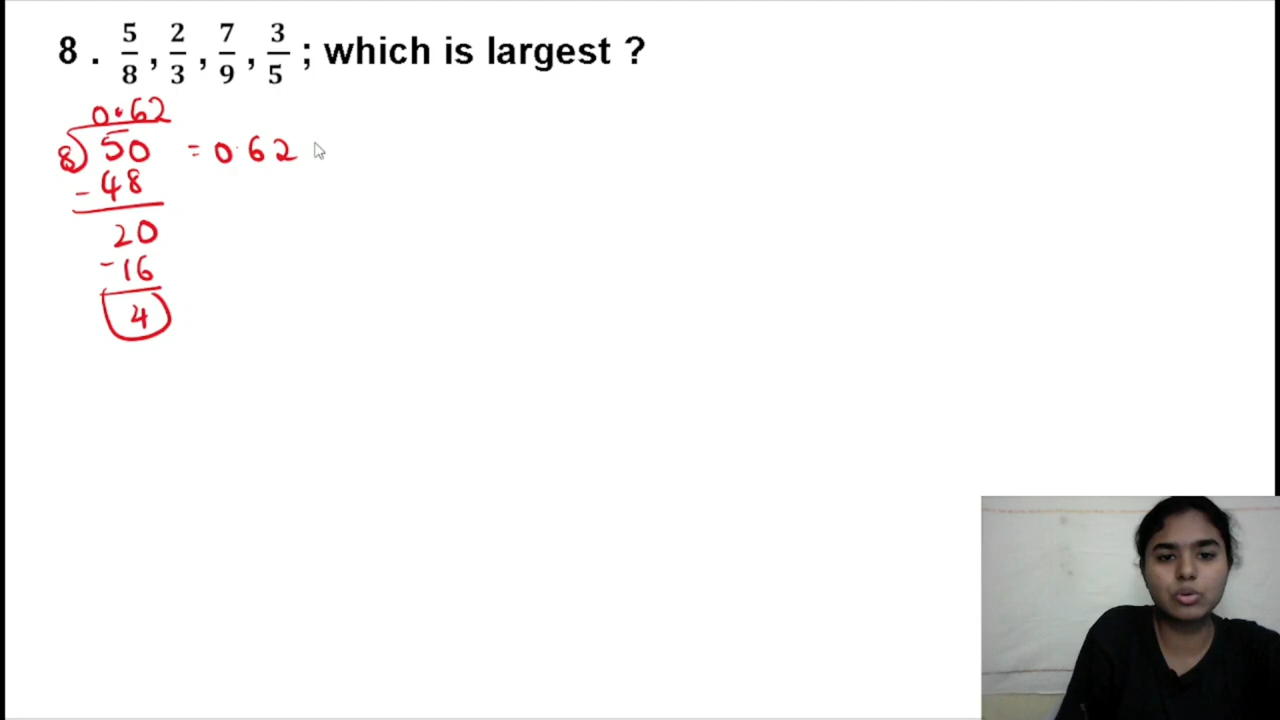 8 . 5/8 , 2/3 , 7/9 , 3/5 ; which is largest ?
0.62
8)50 = 0.62
-48
20
-16
4